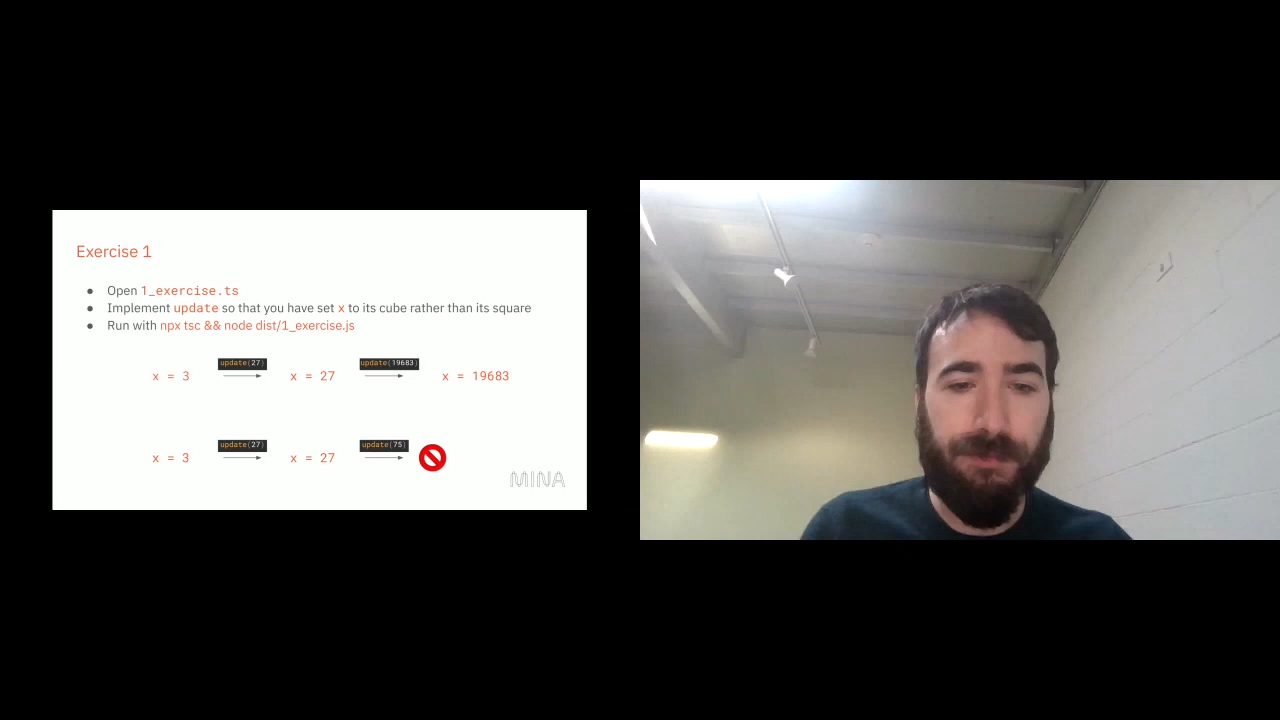 Exercise 1
● Open 1_exercise.ts
● Implement update so that you have set x to its cube rather than its square
● Run with npx tsc && node dist/1_exercise.js
update(27) update(19683)
x = 3 x = 27 x = 19683
update(27) update(75)
x = 3 x = 27
MINA